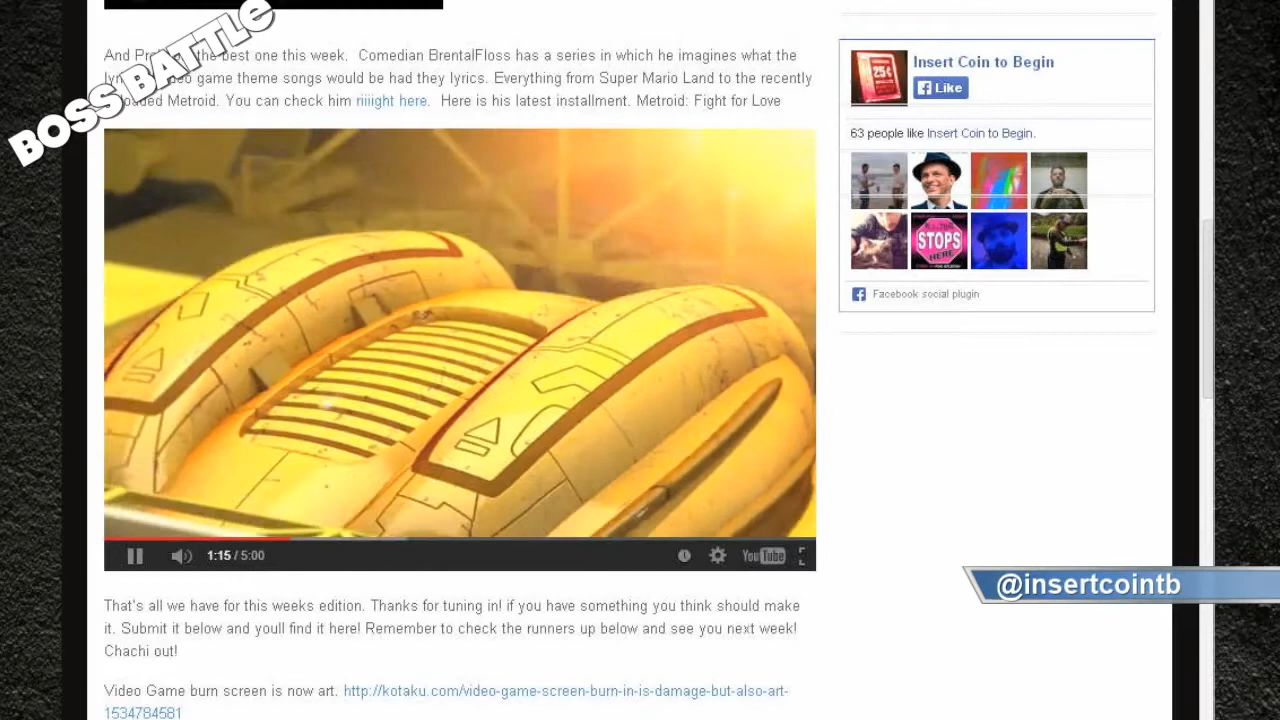 BOSS BATTLE
And the best one this week. Comedian BrentalFloss has a series in which he imagines what the
game theme songs would be had they lyrics. Everything from Super Mario Land to the recently
Metroid. You can check him riiiight here. Here is his latest installment. Metroid: Fight for Love
Insert Coin to Begin
Like
63 people like Insert Coin to Begin.
25¢
STOPS
HERE
Facebook social plugin
1:15 / 5:00
YouTube
@insertcointb
That's all we have for this weeks edition. Thanks for tuning in! if you have something you think should make
it. Submit it below and youll find it here! Remember to check the runners up below and see you next week!
Chachi out!
Video Game burn screen is now art. http://kotaku.com/video-game-screen-burn-in-is-damage-but-also-art-
1534784581